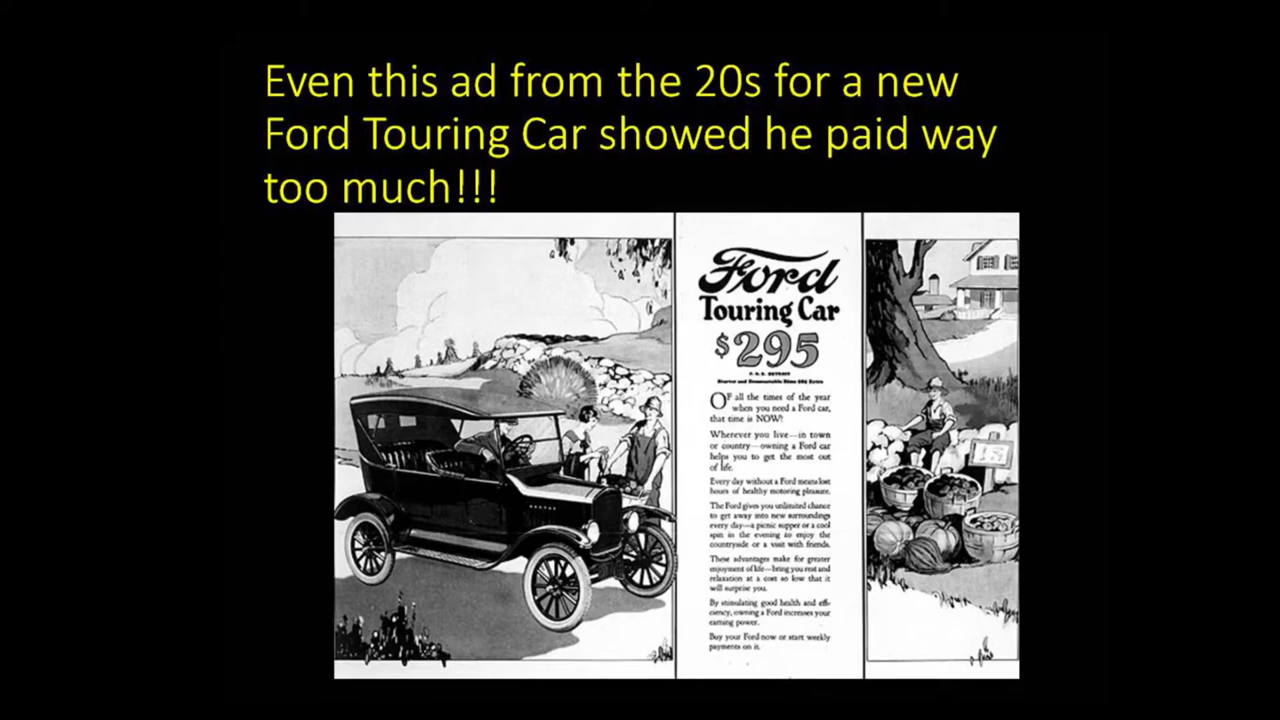 Even this ad from the 20s for a new
Ford Touring Car showed he paid way
too much!!!
Ford
Touring Car
$295
F. O. B. DETROIT
Starter and Demountable Rims $85 Extra
OF all the times of the year
when you need a Ford car,
that time is NOW!
Wherever you live—in town
or country—owning a Ford car
helps you to get the most out
of life.
Every day without a Ford means lost
hours of healthy motoring pleasure.
The Ford gives you unlimited chance
to get away into new surroundings
every day—a picnic supper or a cool
spin in the evening to enjoy the
countryside or a visit with friends.
These advantages make for greater
enjoyment of life—bring you rest and
relaxation at a cost so low that it
will surprise you.
By stimulating good health and effi-
ciency, owning a Ford increases your
earning power.
Buy your Ford now or start weekly
payments on it.